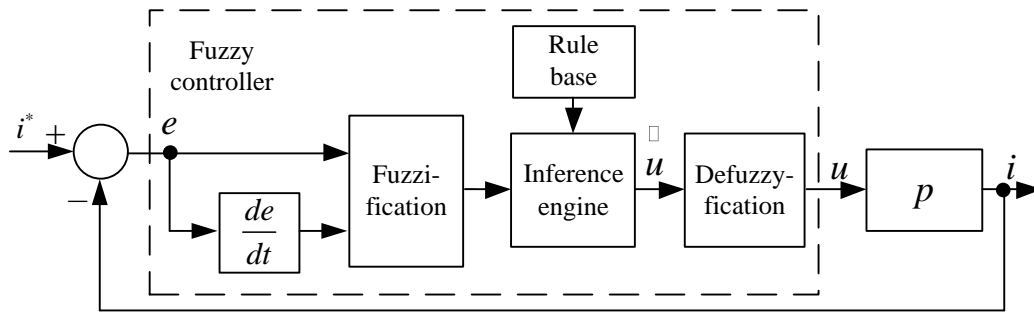 Fuzzy
controller
Rule
base
i* +
−
e
de
dt
Fuzzi-
fication
Inference
engine
u
Defuzzy-
fication
u
p
i